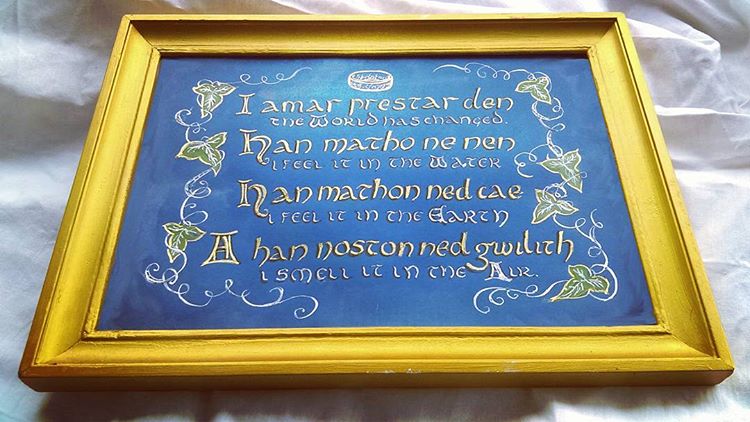 I amar prestar den
THE WORLD HAS CHANGED.
Han matho ne nen
I FEEL IT IN THE WATER
Han mathon ned cae
I FEEL IT IN THE EARTH
A han noston ned gwilith
I SMELL IT IN THE AIR.